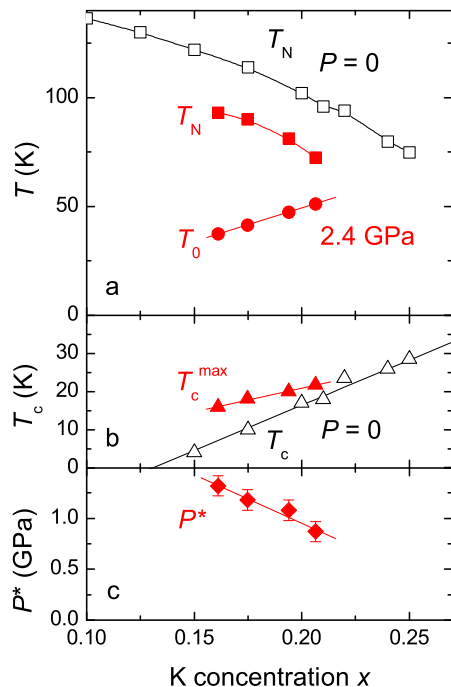 T_N P = 0
100
T_N
50
T_0 2.4 GPa
0
T (K)
a
30
20
10
0
T_c (K)
T_c^max
T_c P = 0
b
1.0
0.5
0.0
P* (GPa)
P*
c
0.10 0.15 0.20 0.25
K concentration x